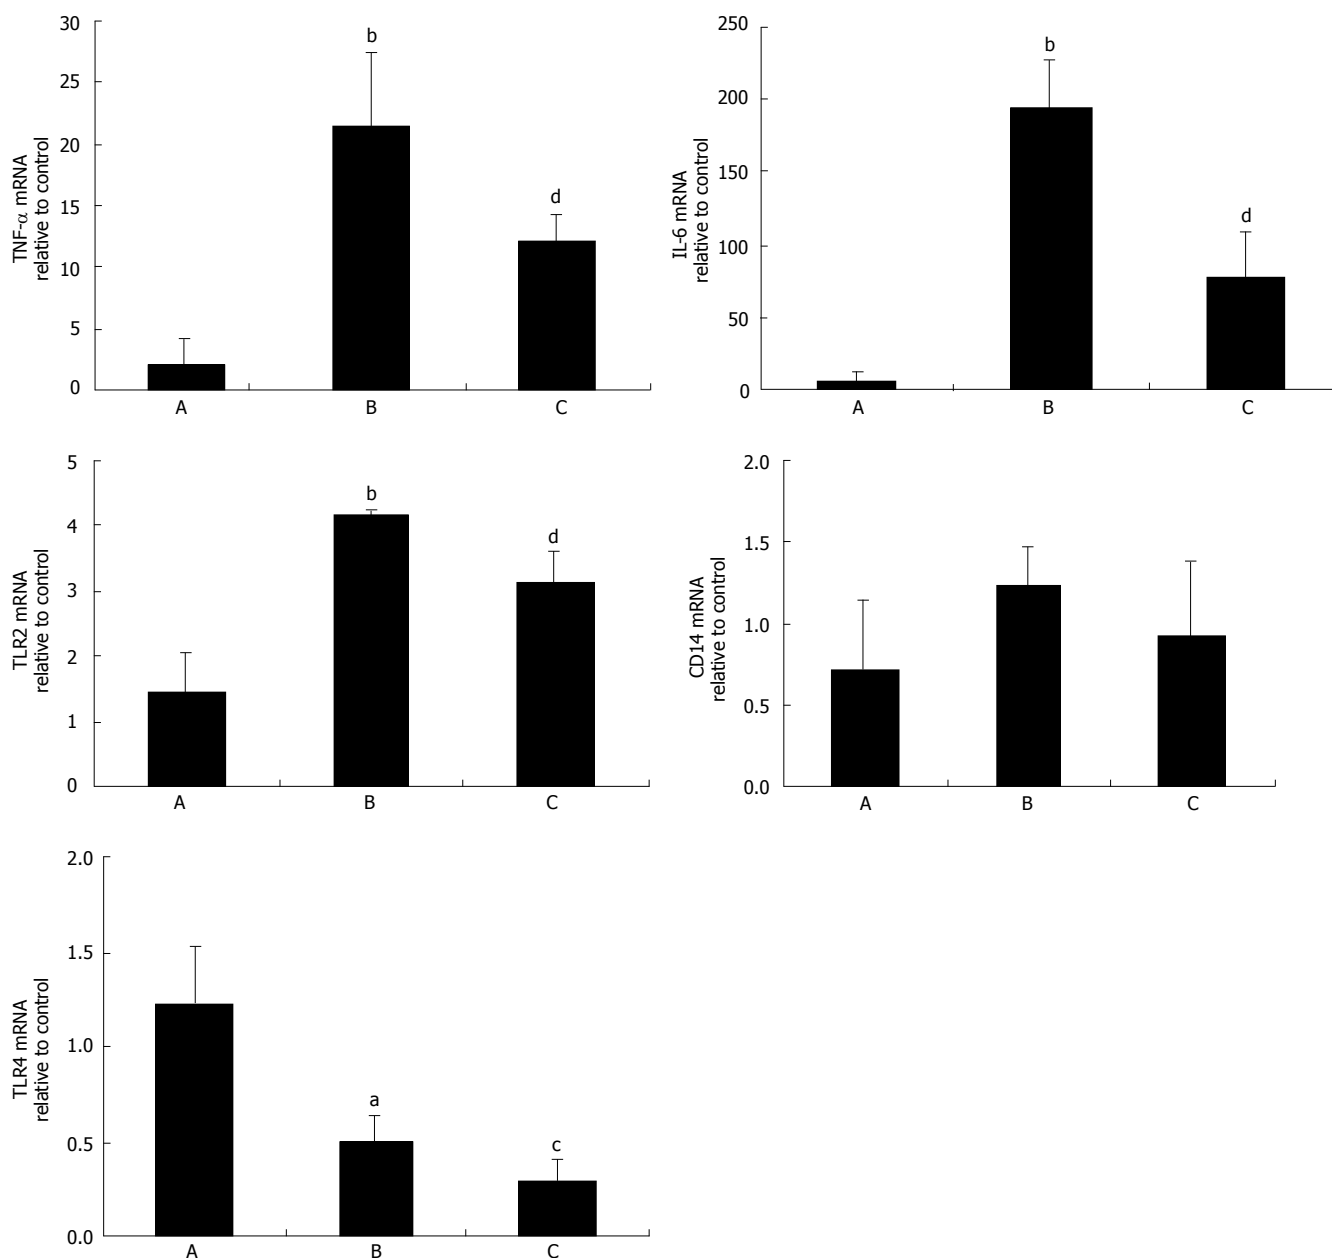 TNF-α mRNA
relative to control
30
25
20
15
10
5
0
b
d
A
B
C
IL-6 mRNA
relative to control
250
200
150
100
50
0
b
d
A
B
C
TLR2 mRNA
relative to control
5
4
3
2
1
0
b
d
A
B
C
CD14 mRNA
relative to control
2.0
1.5
1.0
0.5
0.0
A
B
C
TLR4 mRNA
relative to control
2.0
1.5
1.0
0.5
0.0
a
c
A
B
C